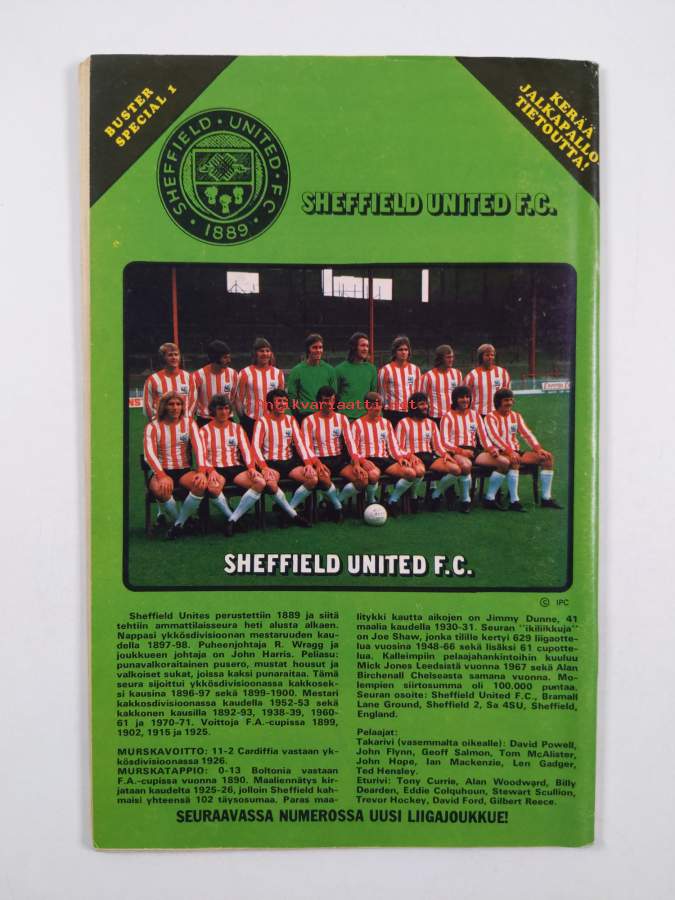 BUSTER
SPECIAL 1
KERÄÄ
JALKAPALLO
TIETOUTTA!
SHEFFIELD · UNITED · F.C · 1889 ·
SHEFFIELD UNITED F.C.
antikvariaatti.net
SHEFFIELD UNITED F.C.
© IPC
Sheffield Unites perustettiin 1889 ja siitä
tehtiin ammattilaisseura heti alusta alkaen.
Nappasi ykkösdivisioonan mestaruuden kau-
della 1897-98. Puheenjohtaja R. Wragg ja
joukkueen johtaja on John Harris. Peliasu:
punavalkoraitainen pusero, mustat housut ja
valkoiset sukat, joissa kaksi punaraitaa. Tämä
seura sijoittui ykkösdivisioonassa kakkosek-
si kausina 1896-97 sekä 1899-1900. Mestari
kakkosdivisioonassa kaudella 1952-53 sekä
kakkonen kausilla 1892-93, 1938-39, 1960-
61 ja 1970-71. Voittoja F.A.-cupissa 1899,
1902, 1915 ja 1925.
MURSKAVOITTO: 11-2 Cardiffia vastaan yk-
kösdivisioonassa 1926.
MURSKATAPPIO: 0-13 Boltonia vastaan
F.A.-cupissa vuonna 1890. Maaliennätys kir-
jataan kaudelta 1925-26, jolloin Sheffield kah-
maisi yhteensä 102 täysosumaa. Paras maa-
litykki kautta aikojen on Jimmy Dunne, 41
maalia kaudella 1930-31. Seuran "ikiliikkuja"
on Joe Shaw, jonka tilille kertyi 629 liigaotte-
lua vuosina 1948-66 sekä lisäksi 61 cupotte-
lua. Kalleimpiin pelaajahankintoihin kuuluu
Mick Jones Leedsistä vuonna 1967 sekä Alan
Birchenall Chelseasta samana vuonna. Mo-
lempien siirtosumma oli 100.000 puntaa.
Seuran osoite: Sheffield United F.C., Bramall
Lane Ground, Sheffield 2, Sa 4SU, Sheffield,
England.
Pelaajat:
Takarivi (vasemmalta oikealle): David Powell,
John Flynn, Geoff Salmon, Tom McAlister,
John Hope, Ian Mackenzie, Len Gadger,
Ted Hensley.
Eturivi: Tony Currie, Alan Woodward, Billy
Dearden, Eddie Colquhoun, Stewart Scullion,
Trevor Hockey, David Ford, Gilbert Reece.
SEURAAVASSA NUMEROSSA UUSI LIIGAJOUKKUE!